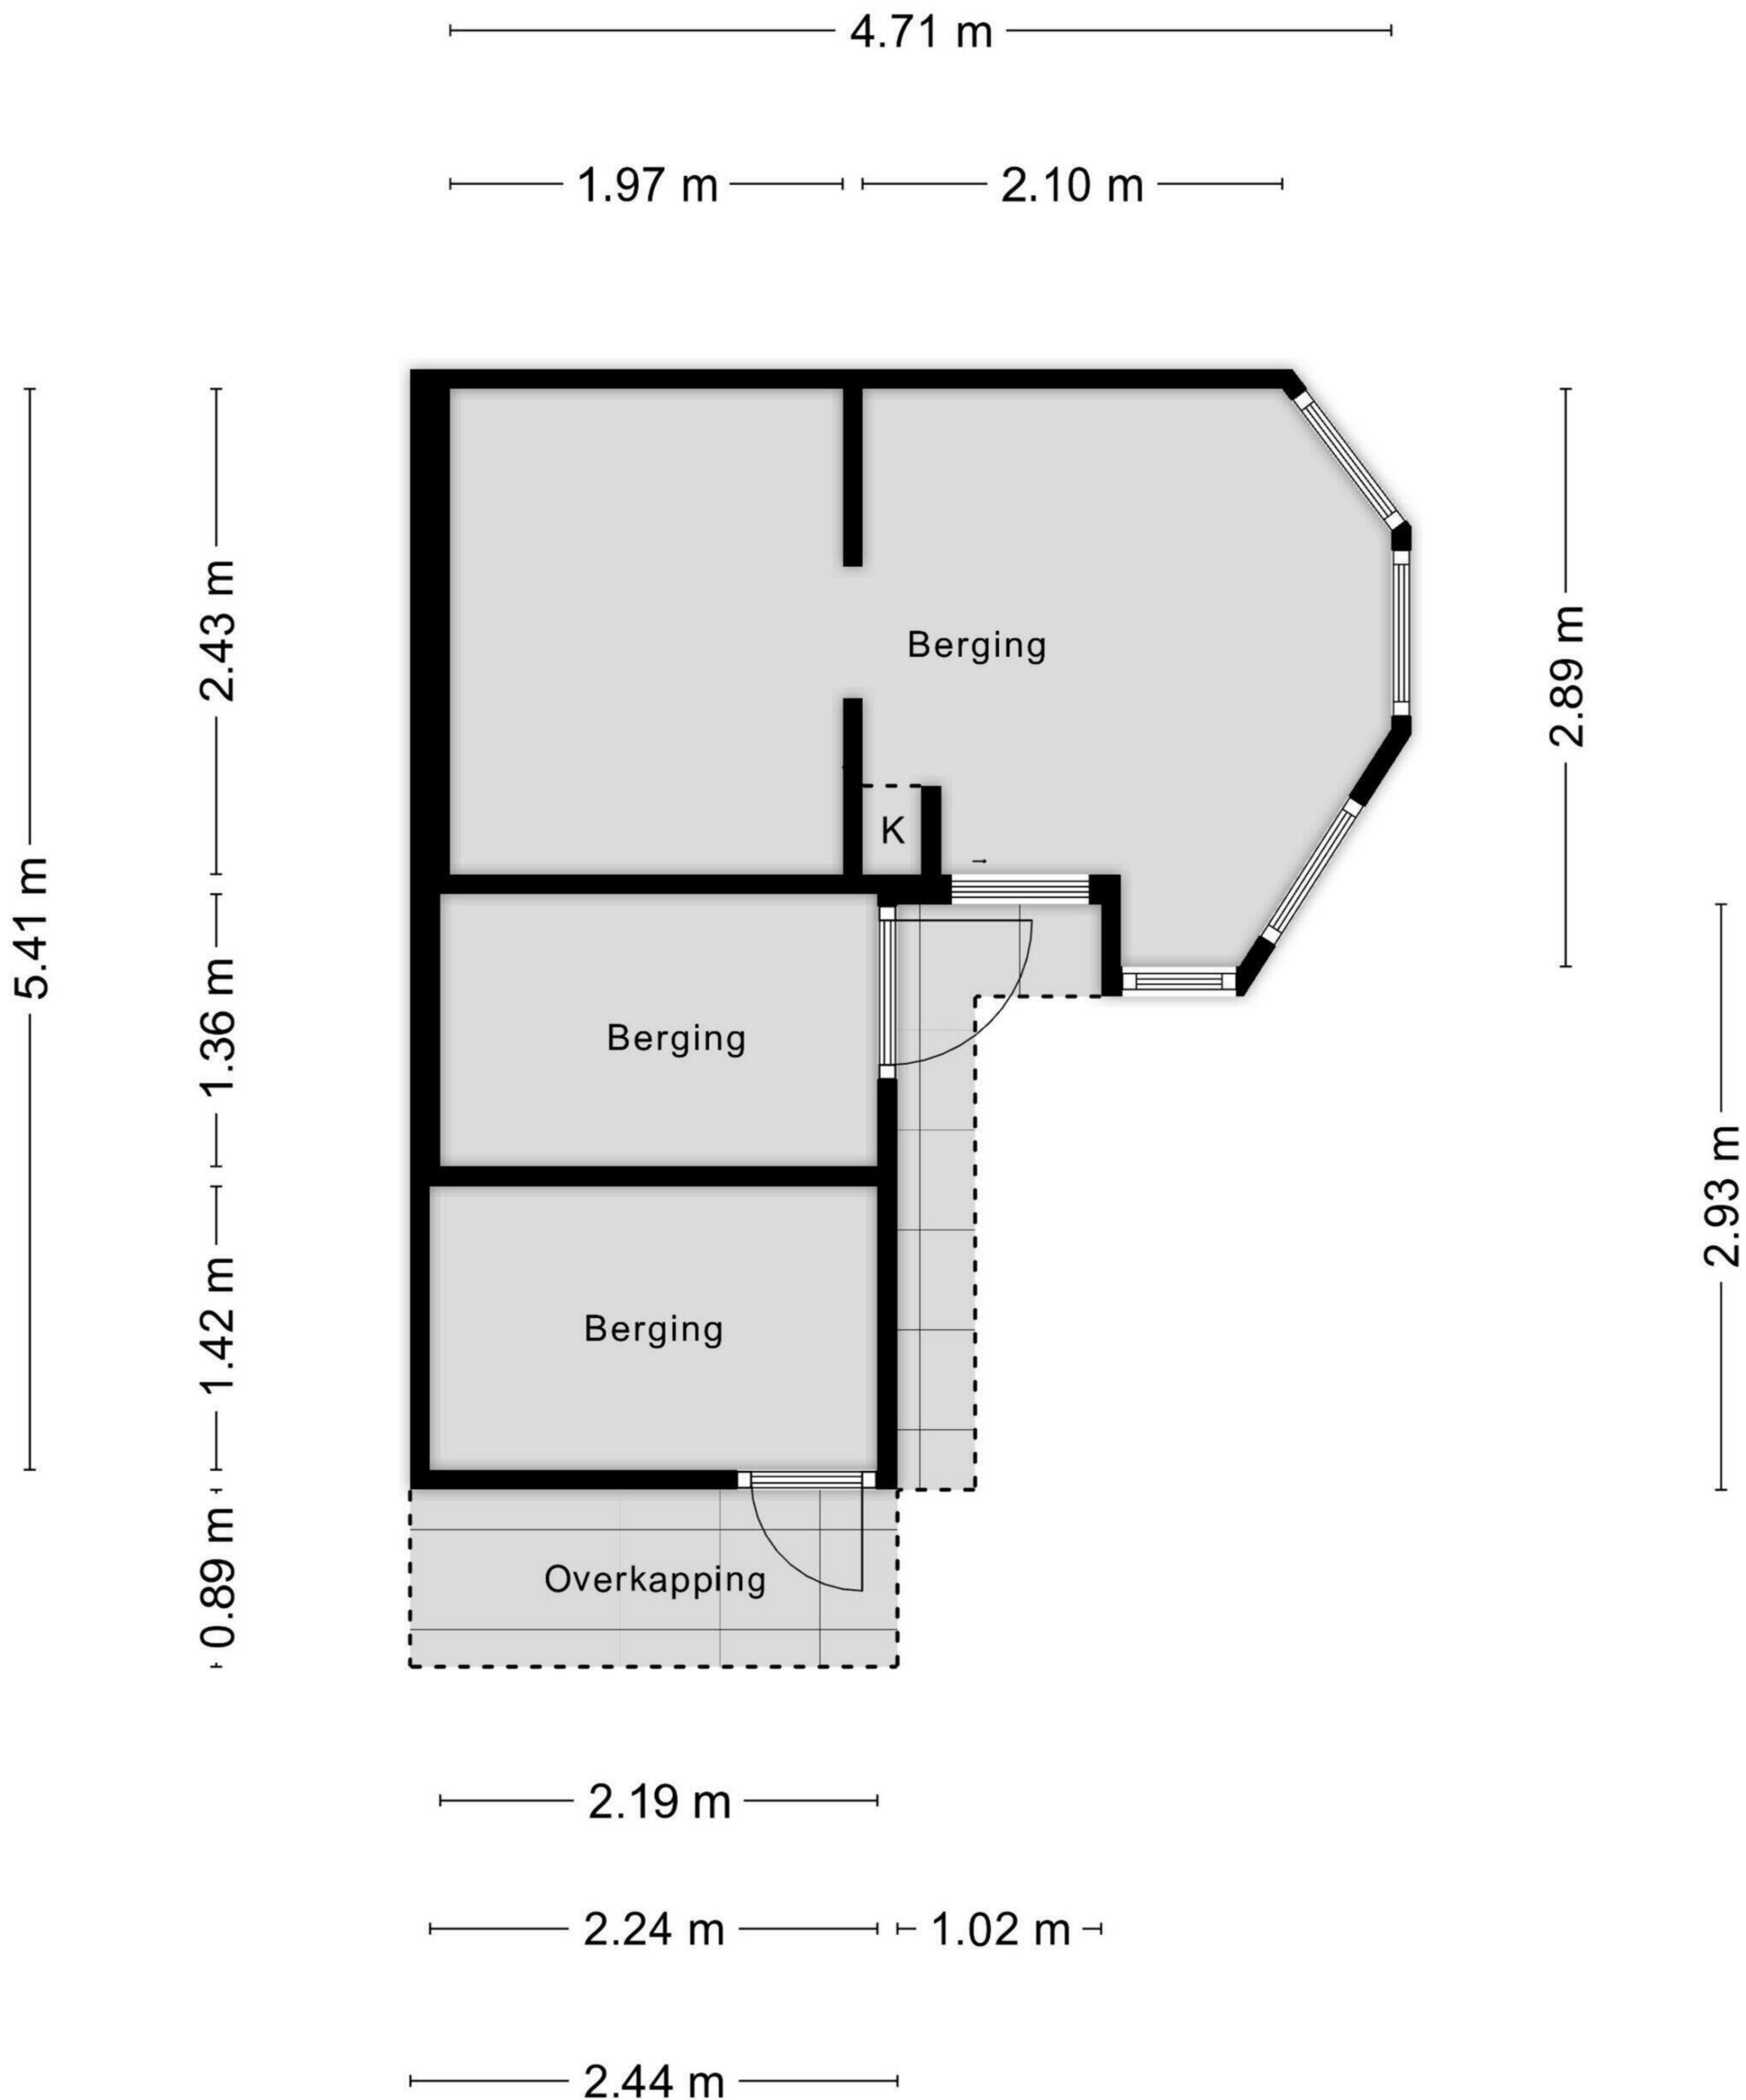 4.71 m
1.97 m
2.10 m
5.41 m
2.43 m
1.36 m
1.42 m
0.89 m
Berging
K
Berging
Berging
Overkapping
2.89 m
2.93 m
2.19 m
2.24 m
1.02 m
2.44 m